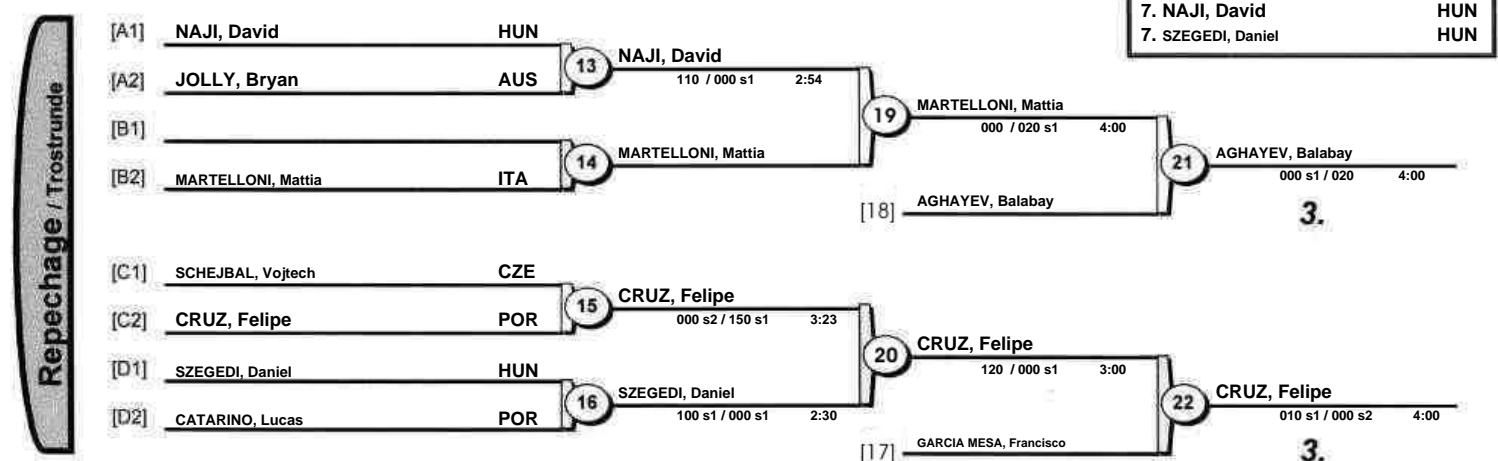 7. NAJI, David HUN
7. SZEGEDI, Daniel HUN
Repechage / Trostrunde
[A1] NAJI, David HUN
13 NAJI, David
110 / 000 s1 2:54
[A2] JOLLY, Bryan AUS
19 MARTELLONI, Mattia
000 / 020 s1 4:00
[B1]
14 MARTELLONI, Mattia
[B2] MARTELLONI, Mattia ITA
21 AGHAYEV, Balabay
000 s1 / 020 4:00
[18] AGHAYEV, Balabay
3.
[C1] SCHEJBAL, Vojtech CZE
15 CRUZ, Felipe
000 s2 / 150 s1 3:23
[C2] CRUZ, Felipe POR
20 CRUZ, Felipe
120 / 000 s1 3:00
[D1] SZEGEDI, Daniel HUN
16 SZEGEDI, Daniel
100 s1 / 000 s1 2:30
[D2] CATARINO, Lucas POR
22 CRUZ, Felipe
010 s1 / 000 s2 4:00
[17] GARCIA MESA, Francisco
3.